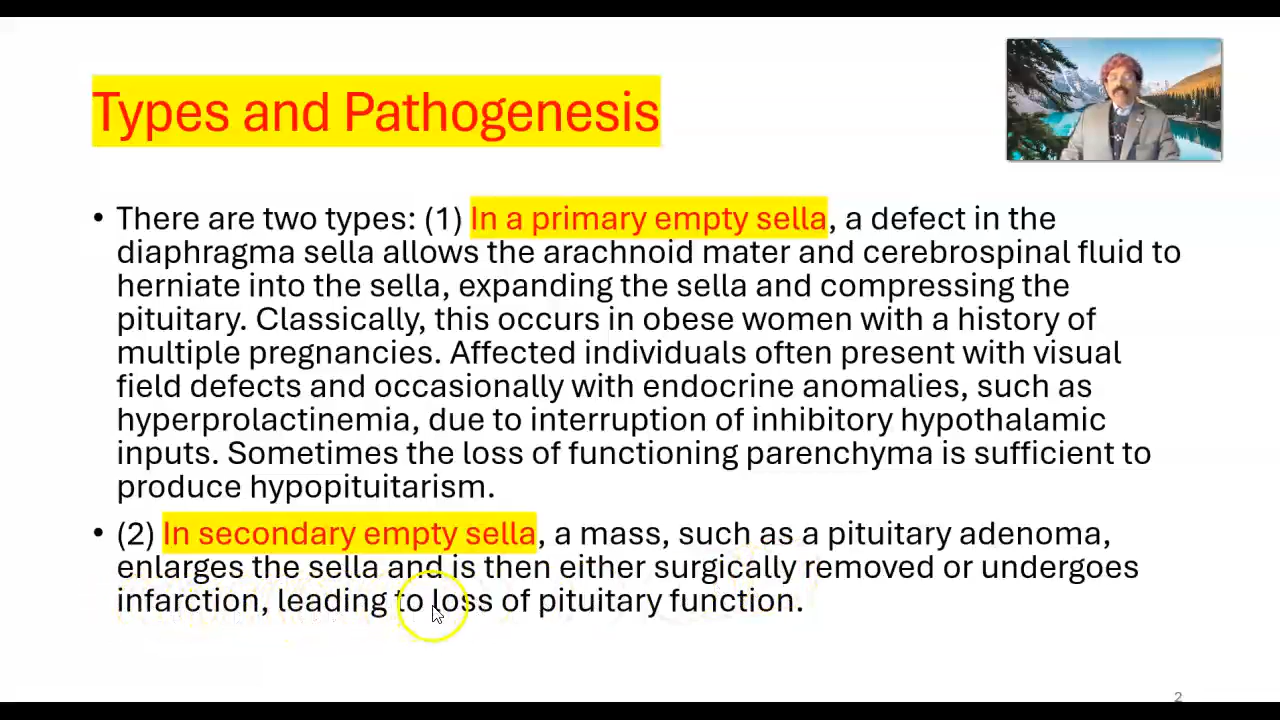 Types and Pathogenesis
• There are two types: (1) In a primary empty sella, a defect in the
diaphragma sella allows the arachnoid mater and cerebrospinal fluid to
herniate into the sella, expanding the sella and compressing the
pituitary. Classically, this occurs in obese women with a history of
multiple pregnancies. Affected individuals often present with visual
field defects and occasionally with endocrine anomalies, such as
hyperprolactinemia, due to interruption of inhibitory hypothalamic
inputs. Sometimes the loss of functioning parenchyma is sufficient to
produce hypopituitarism.
• (2) In secondary empty sella, a mass, such as a pituitary adenoma,
enlarges the sella and is then either surgically removed or undergoes
infarction, leading to loss of pituitary function.
2